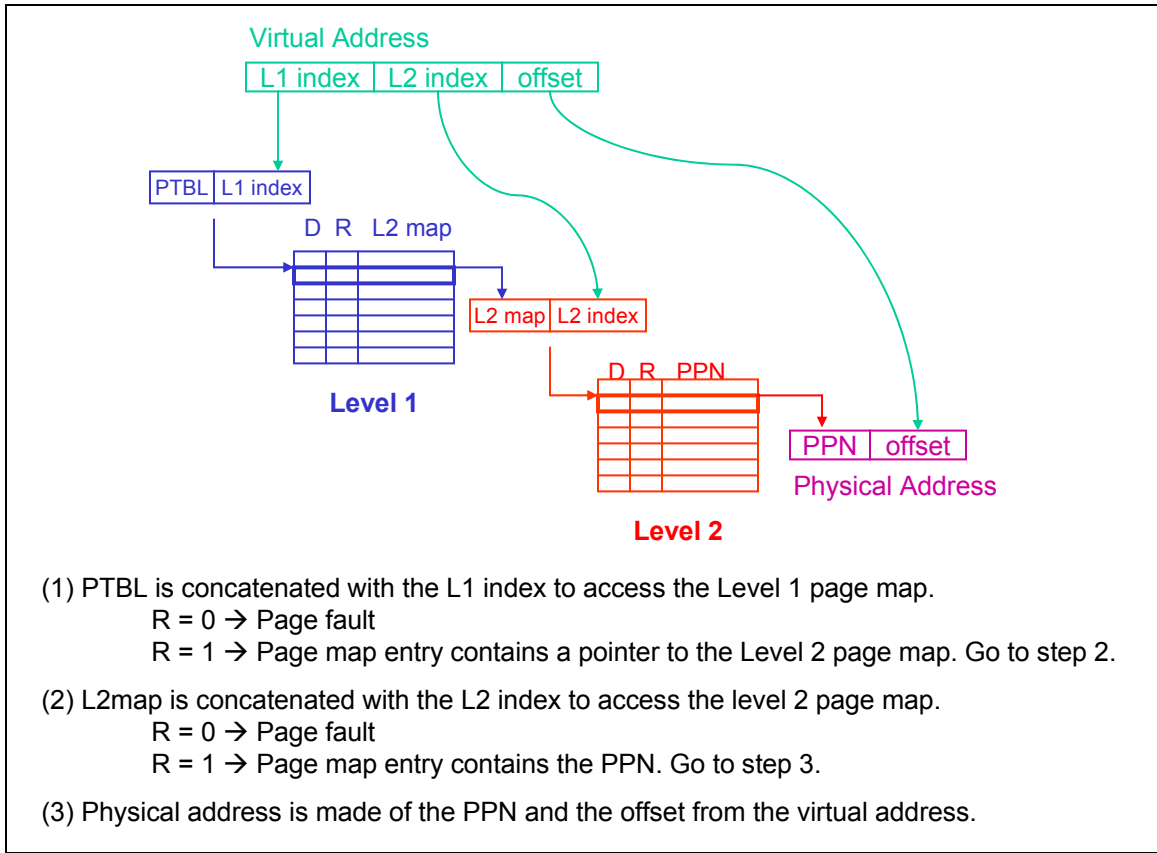 Virtual Address
L1 index L2 index offset
PTBL L1 index
D R L2 map
L2 map L2 index
Level 1
D R PPN
PPN offset
Physical Address
Level 2
(1) PTBL is concatenated with the L1 index to access the Level 1 page map.
R = 0 → Page fault
R = 1 → Page map entry contains a pointer to the Level 2 page map. Go to step 2.
(2) L2map is concatenated with the L2 index to access the level 2 page map.
R = 0 → Page fault
R = 1 → Page map entry contains the PPN. Go to step 3.
(3) Physical address is made of the PPN and the offset from the virtual address.